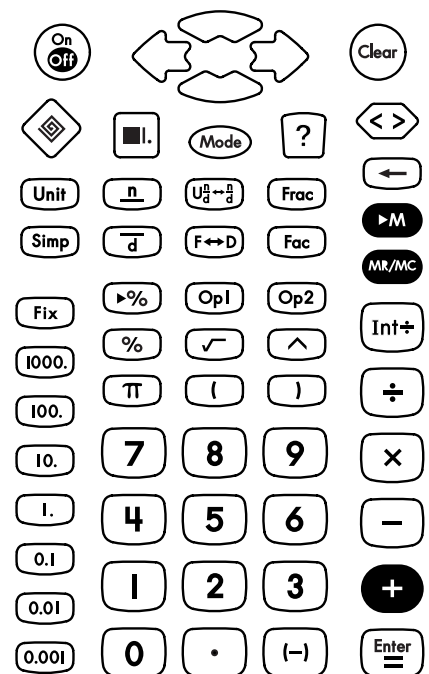 On
Off
Clear
Mode
?
< >
←
Unit n U n/d ↔ n/d Frac
►M
Simp d F↔D Fac
MR/MC
►% Op1 Op2
Fix
Int÷
% √ ^
1000.
π ( )
÷
100.
7 8 9 ×
10.
4 5 6 −
1.
0.1
1 2 3 +
0.01
0 . (–) Enter
=
0.001